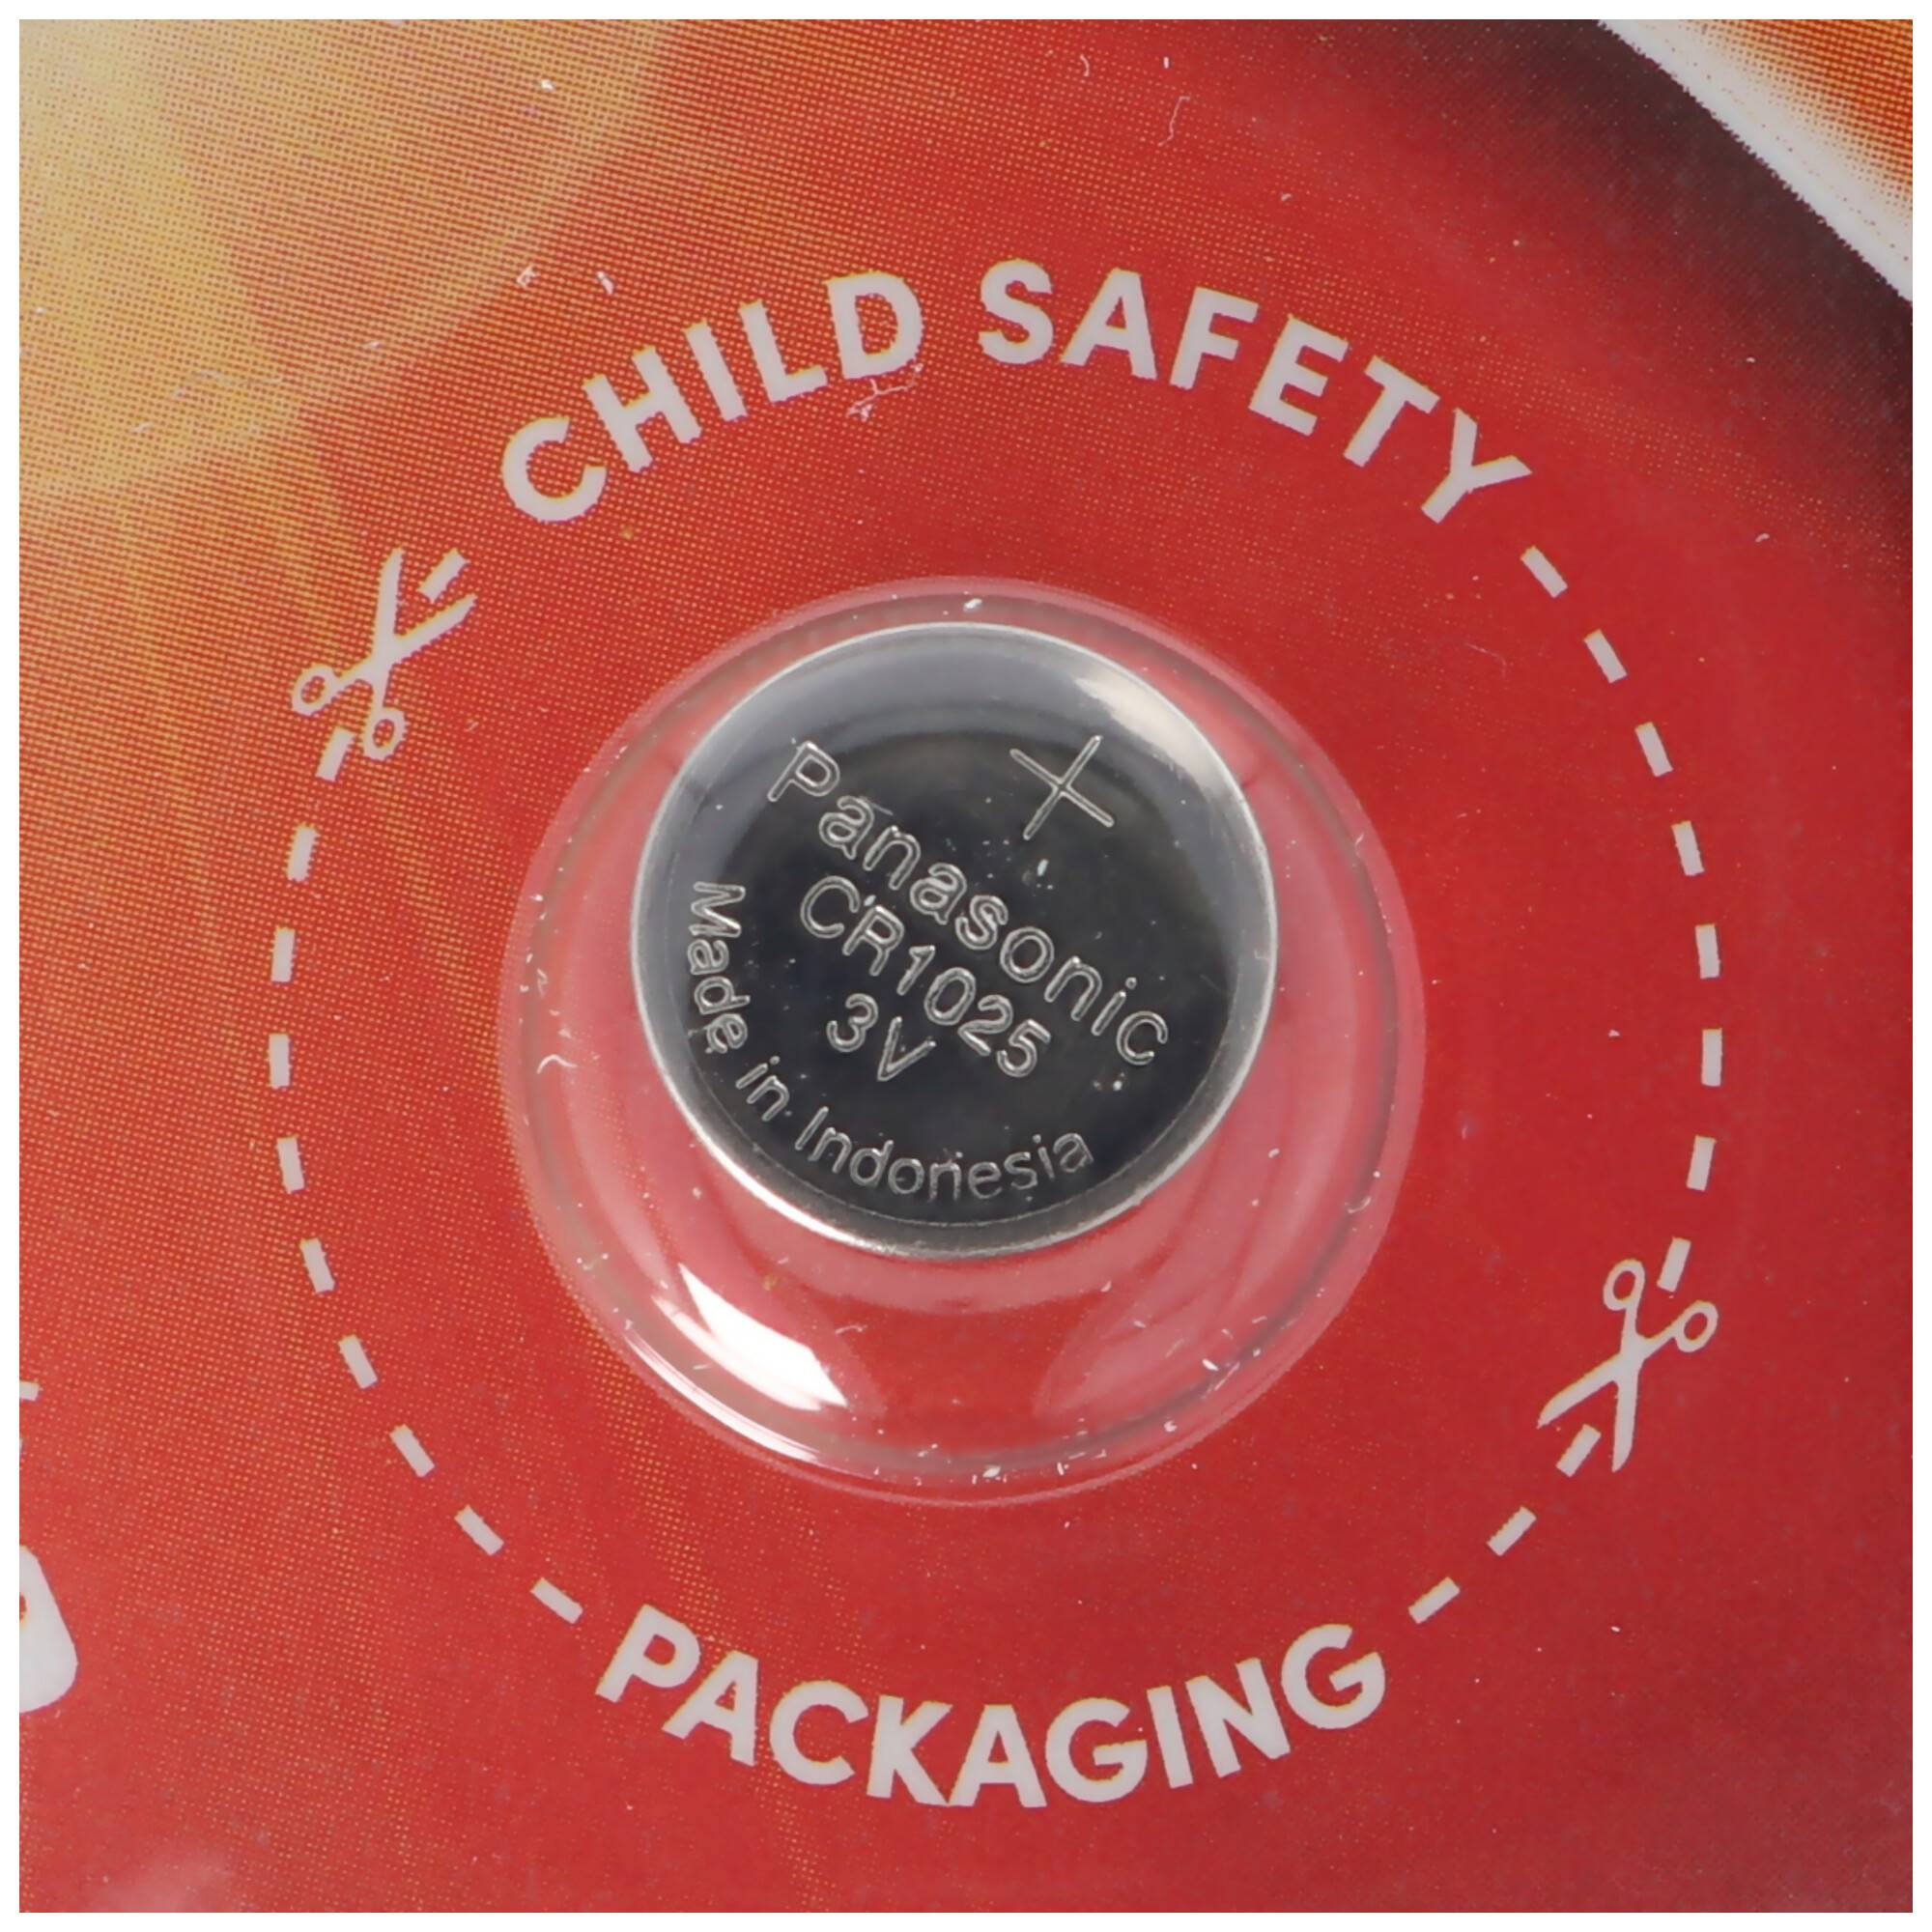 CHILD SAFETY
+
Panasonic
CR1025
3V
Made in Indonesia
PACKAGING